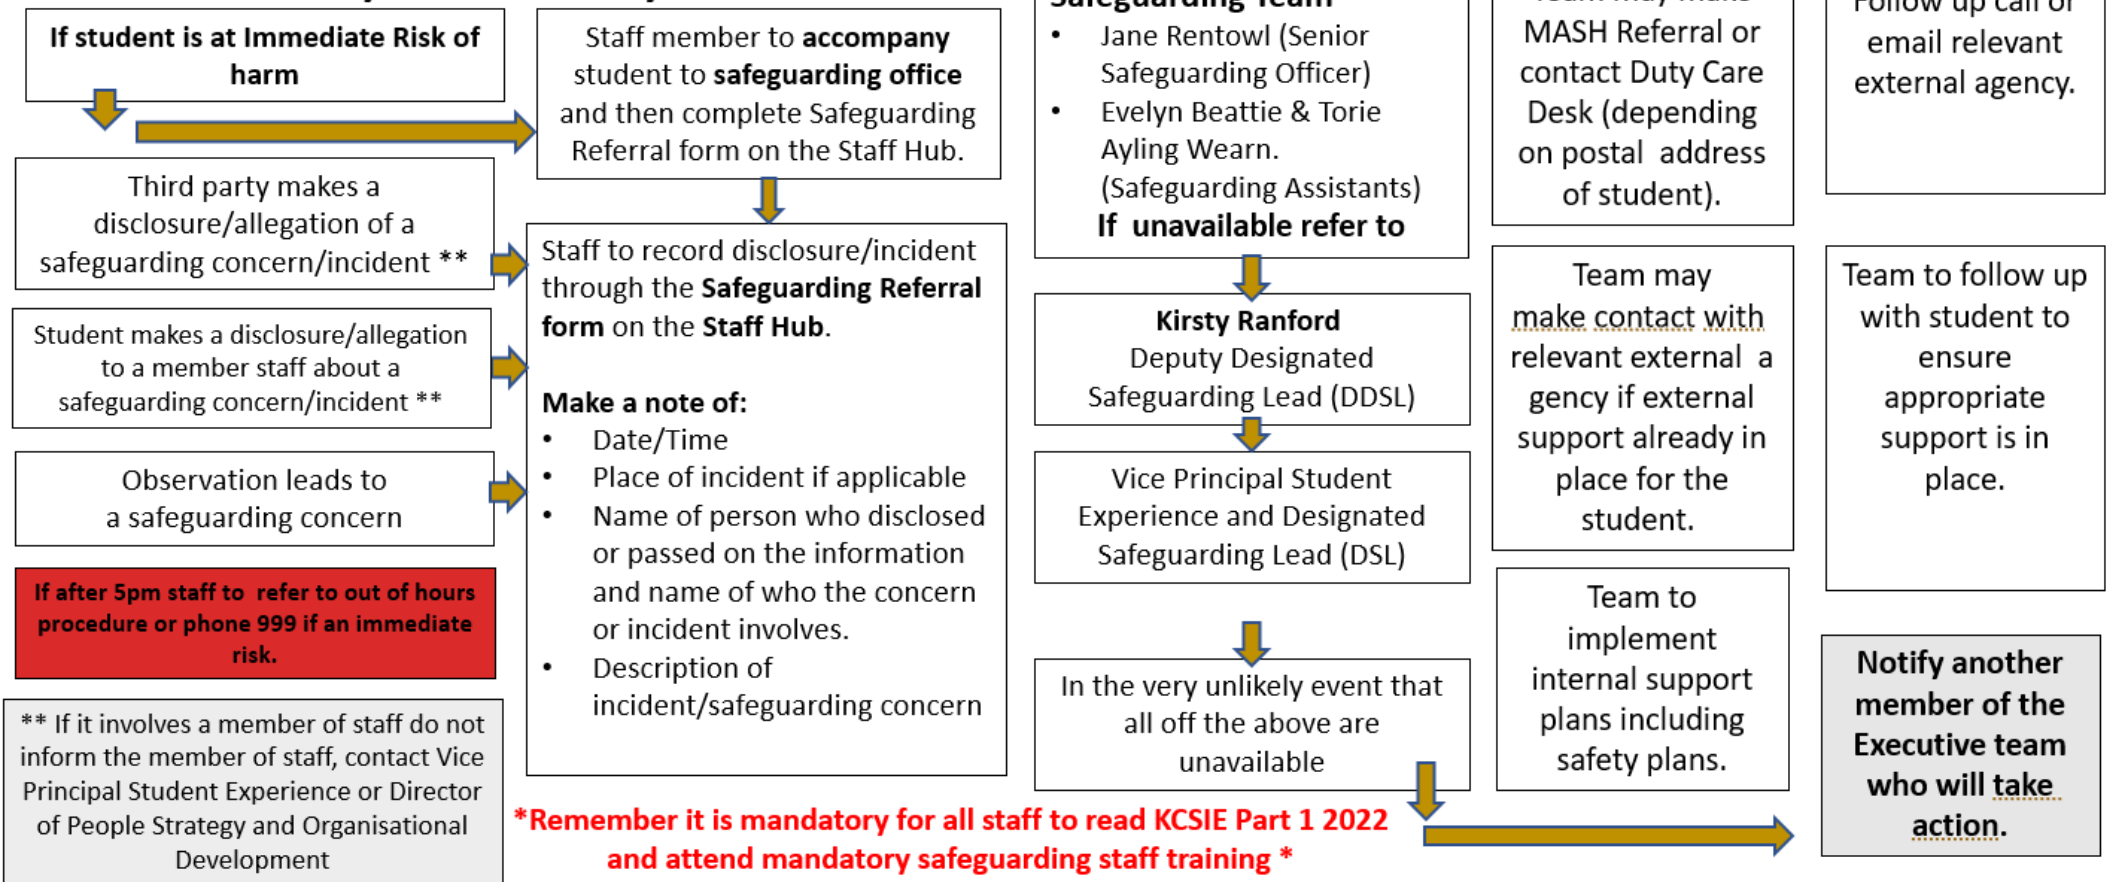 If student is at Immediate Risk of
harm
Third party makes a
disclosure/allegation of a
safeguarding concern/incident **
Student makes a disclosure/allegation
to a member staff about a
safeguarding concern/incident **
Observation leads to
a safeguarding concern
If after 5pm staff to refer to out of hours
procedure or phone 999 if an immediate
risk.
** If it involves a member of staff do not
inform the member of staff, contact Vice
Principal Student Experience or Director
of People Strategy and Organisational
Development
Staff member to accompany
student to safeguarding office
and then complete Safeguarding
Referral form on the Staff Hub.
Staff to record disclosure/incident
through the Safeguarding Referral
form on the Staff Hub.
Make a note of:
• Date/Time
• Place of incident if applicable
• Name of person who disclosed
or passed on the information
and name of who the concern
or incident involves.
• Description of
incident/safeguarding concern
Safeguarding Team
• Jane Rentowl (Senior
Safeguarding Officer)
• Evelyn Beattie & Torie
Ayling Wearn.
(Safeguarding Assistants)
If unavailable refer to
Kirsty Ranford
Deputy Designated
Safeguarding Lead (DDSL)
Vice Principal Student
Experience and Designated
Safeguarding Lead (DSL)
In the very unlikely event that
all off the above are
unavailable
*Remember it is mandatory for all staff to read KCSIE Part 1 2022
and attend mandatory safeguarding staff training *
Team may make
MASH Referral or
contact Duty Care
Desk (depending
on postal address
of student).
Team may
make contact with
relevant external a
gency if external
support already in
place for the
student.
Team to
implement
internal support
plans including
safety plans.
Follow up call or
email relevant
external agency.
Team to follow up
with student to
ensure
appropriate
support is in
place.
Notify another
member of the
Executive team
who will take
action.